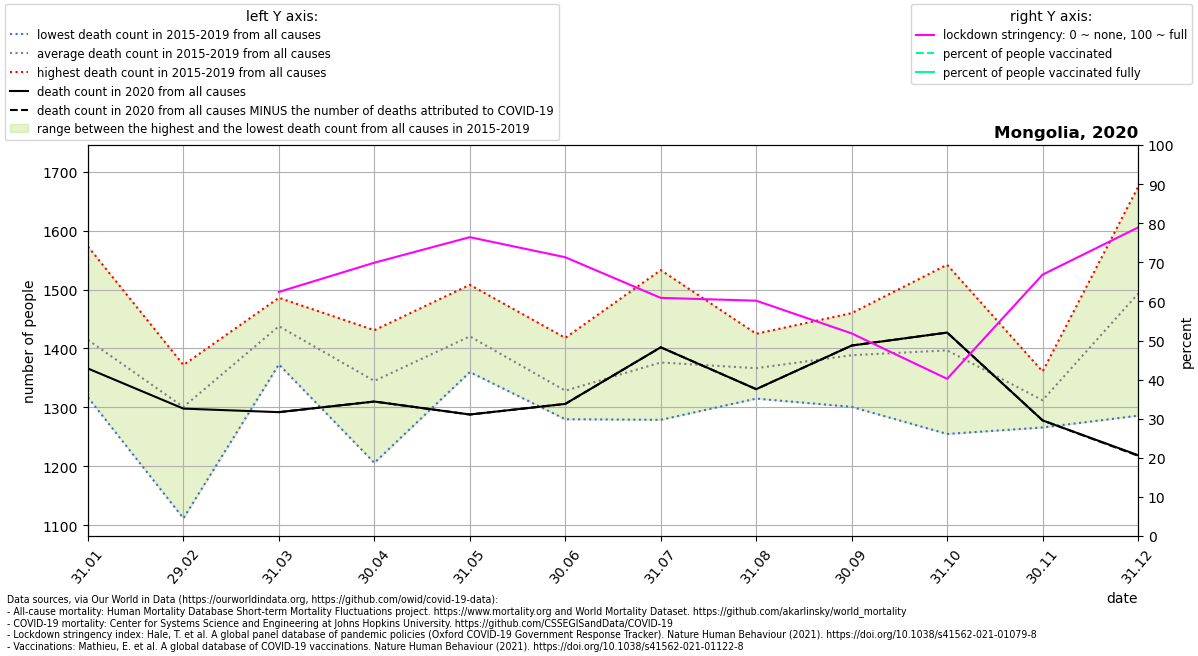 left Y axis:
lowest death count in 2015-2019 from all causes
average death count in 2015-2019 from all causes
highest death count in 2015-2019 from all causes
death count in 2020 from all causes
death count in 2020 from all causes MINUS the number of deaths attributed to COVID-19
range between the highest and the lowest death count from all causes in 2015-2019
right Y axis:
lockdown stringency: 0 ~ none, 100 ~ full
percent of people vaccinated
percent of people vaccinated fully
Mongolia, 2020
number of people
1700
1600
1500
1400
1300
1200
1100
100
90
80
70
60
50
40
30
20
10
0
percent
31.01
29.02
31.03
30.04
31.05
30.06
31.07
31.08
30.09
31.10
30.11
31.12
date
Data sources, via Our World in Data (https://ourworldindata.org, https://github.com/owid/covid-19-data):
- All-cause mortality: Human Mortality Database Short-term Mortality Fluctuations project. https://www.mortality.org and World Mortality Dataset. https://github.com/akarlinsky/world_mortality
- COVID-19 mortality: Center for Systems Science and Engineering at Johns Hopkins University. https://github.com/CSSEGISandData/COVID-19
- Lockdown stringency index: Hale, T. et al. A global panel database of pandemic policies (Oxford COVID-19 Government Response Tracker). Nature Human Behaviour (2021). https://doi.org/10.1038/s41562-021-01079-8
- Vaccinations: Mathieu, E. et al. A global database of COVID-19 vaccinations. Nature Human Behaviour (2021). https://doi.org/10.1038/s41562-021-01122-8